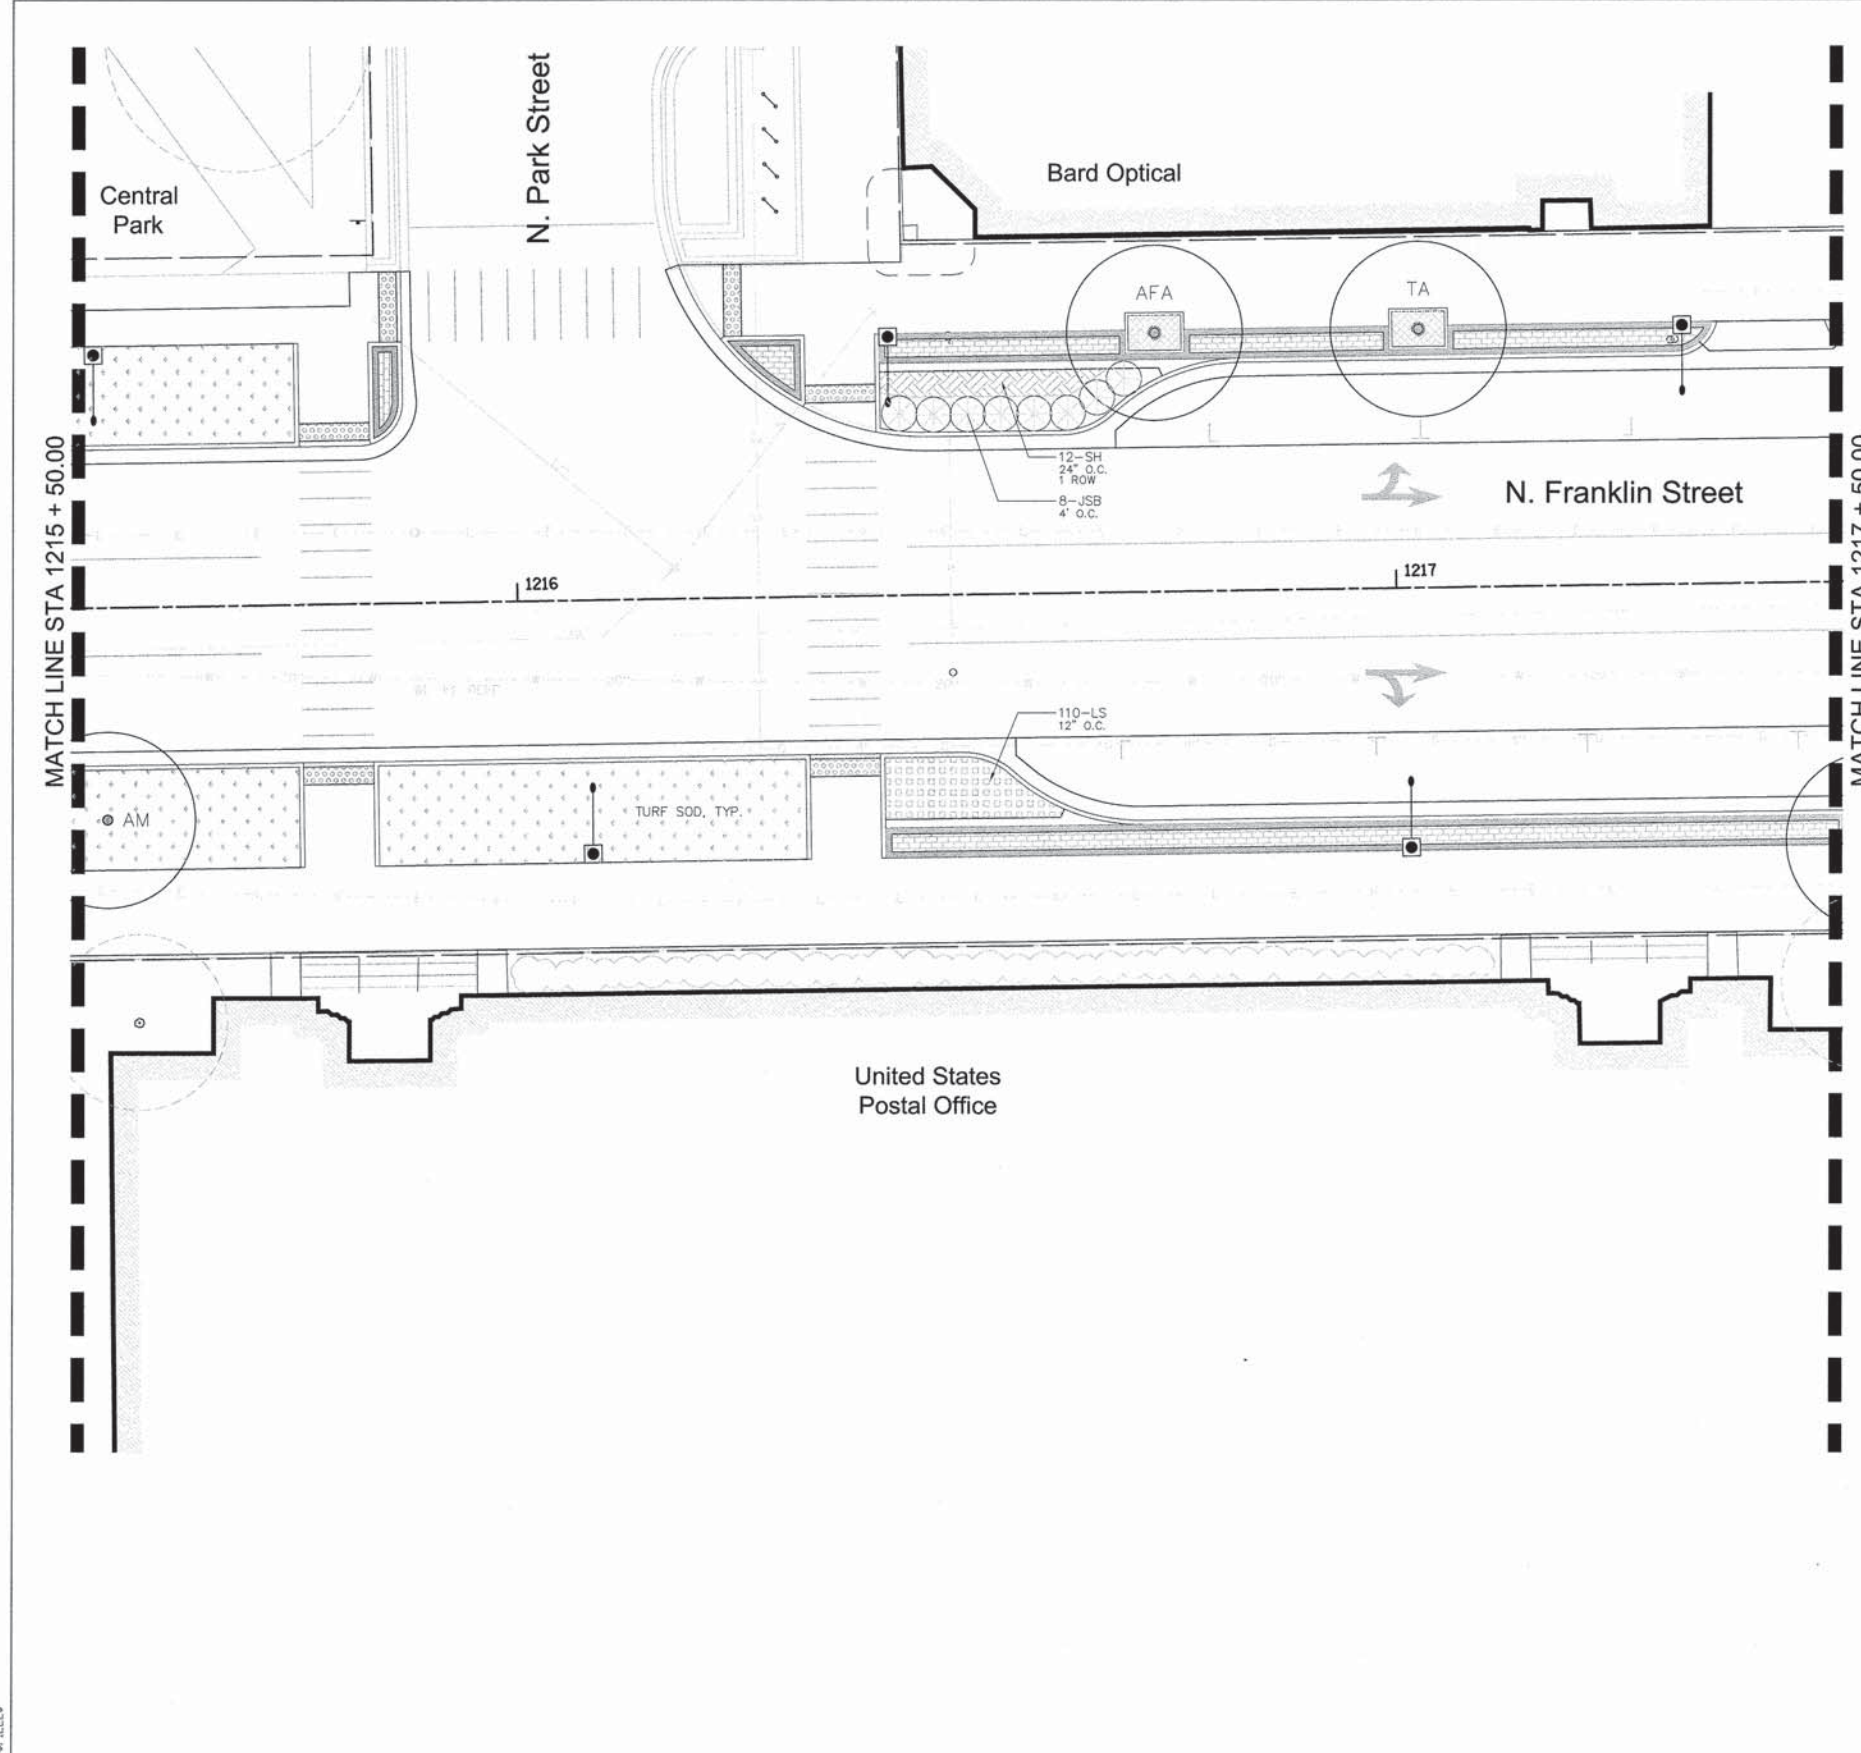 N. Park Street
Central
Park
Bard Optical
AFA
TA
12-SH
24" O.C.
1 ROW
8-JSB
4' O.C.
N. Franklin Street
MATCH LINE STA 1215 + 50.00
MATCH LINE STA 1217 + 50.00
1216
1217
110-LS
12" O.C.
AM
TURF SOD, TYP.
United States
Postal Office